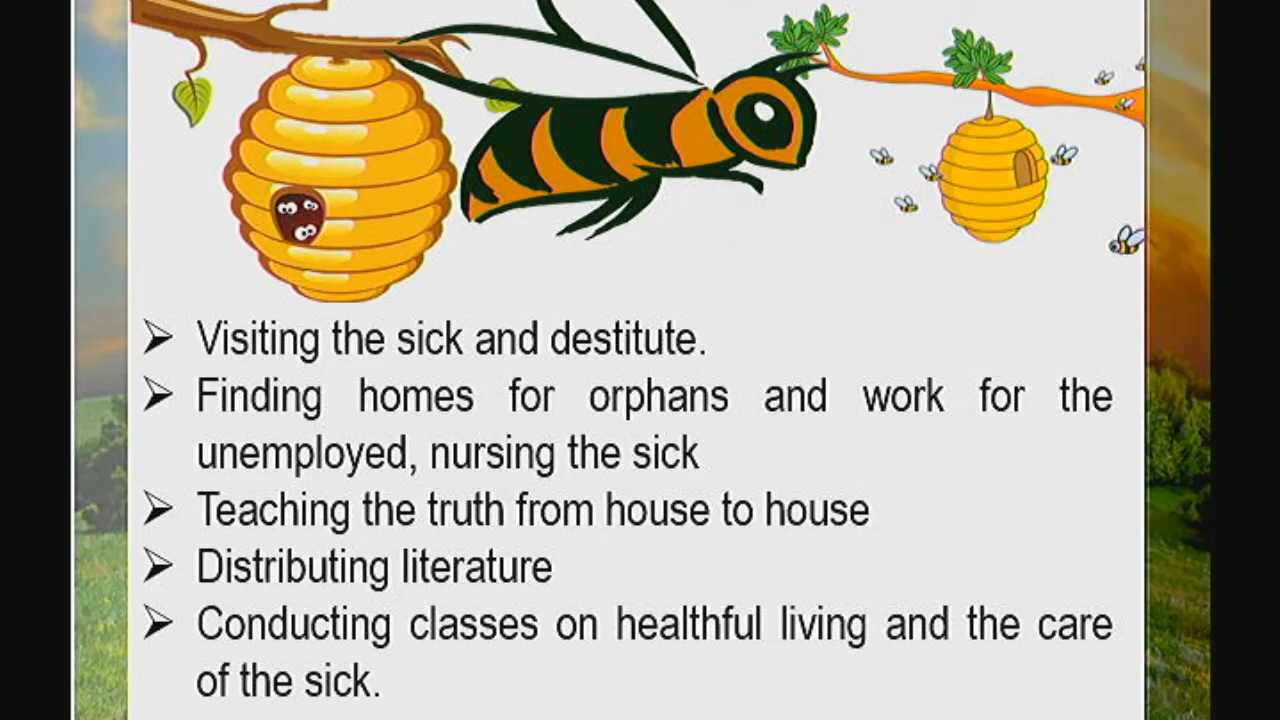 ➢ Visiting the sick and destitute.
➢ Finding homes for orphans and work for the
unemployed, nursing the sick
➢ Teaching the truth from house to house
➢ Distributing literature
➢ Conducting classes on healthful living and the care
of the sick.